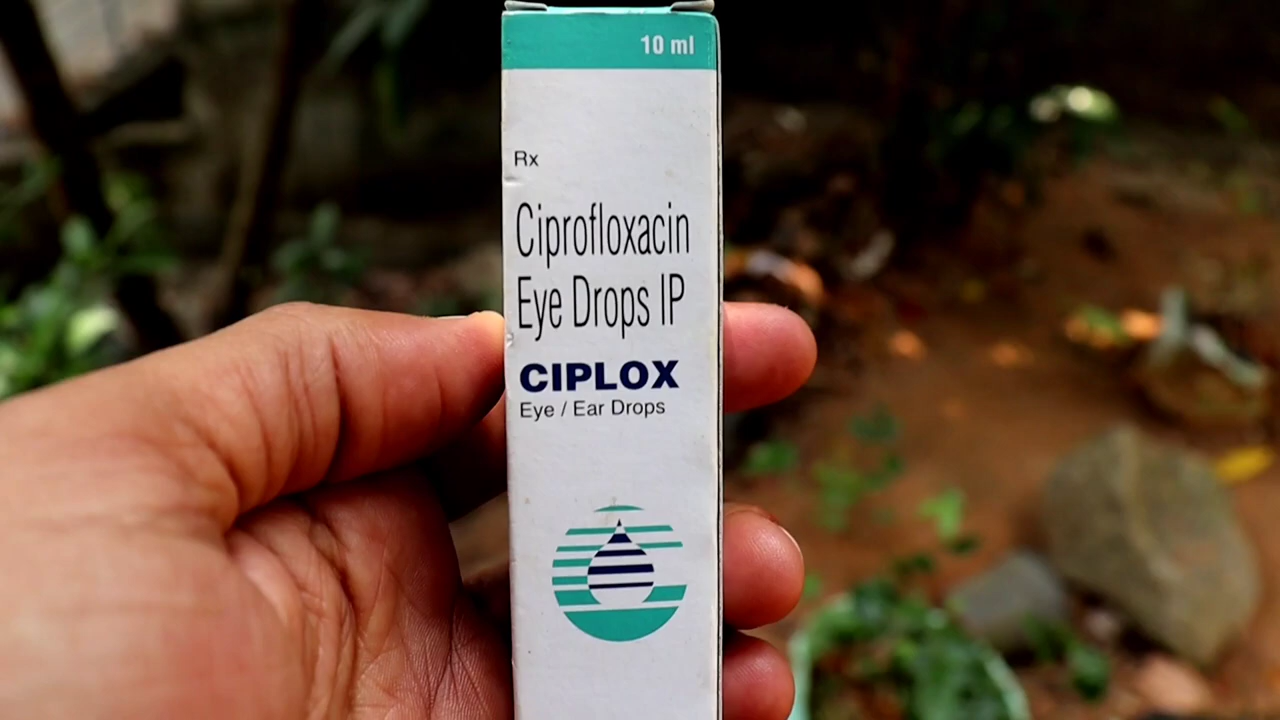 10 ml
Rx
Ciprofloxacin
Eye Drops IP
CIPLOX
Eye / Ear Drops